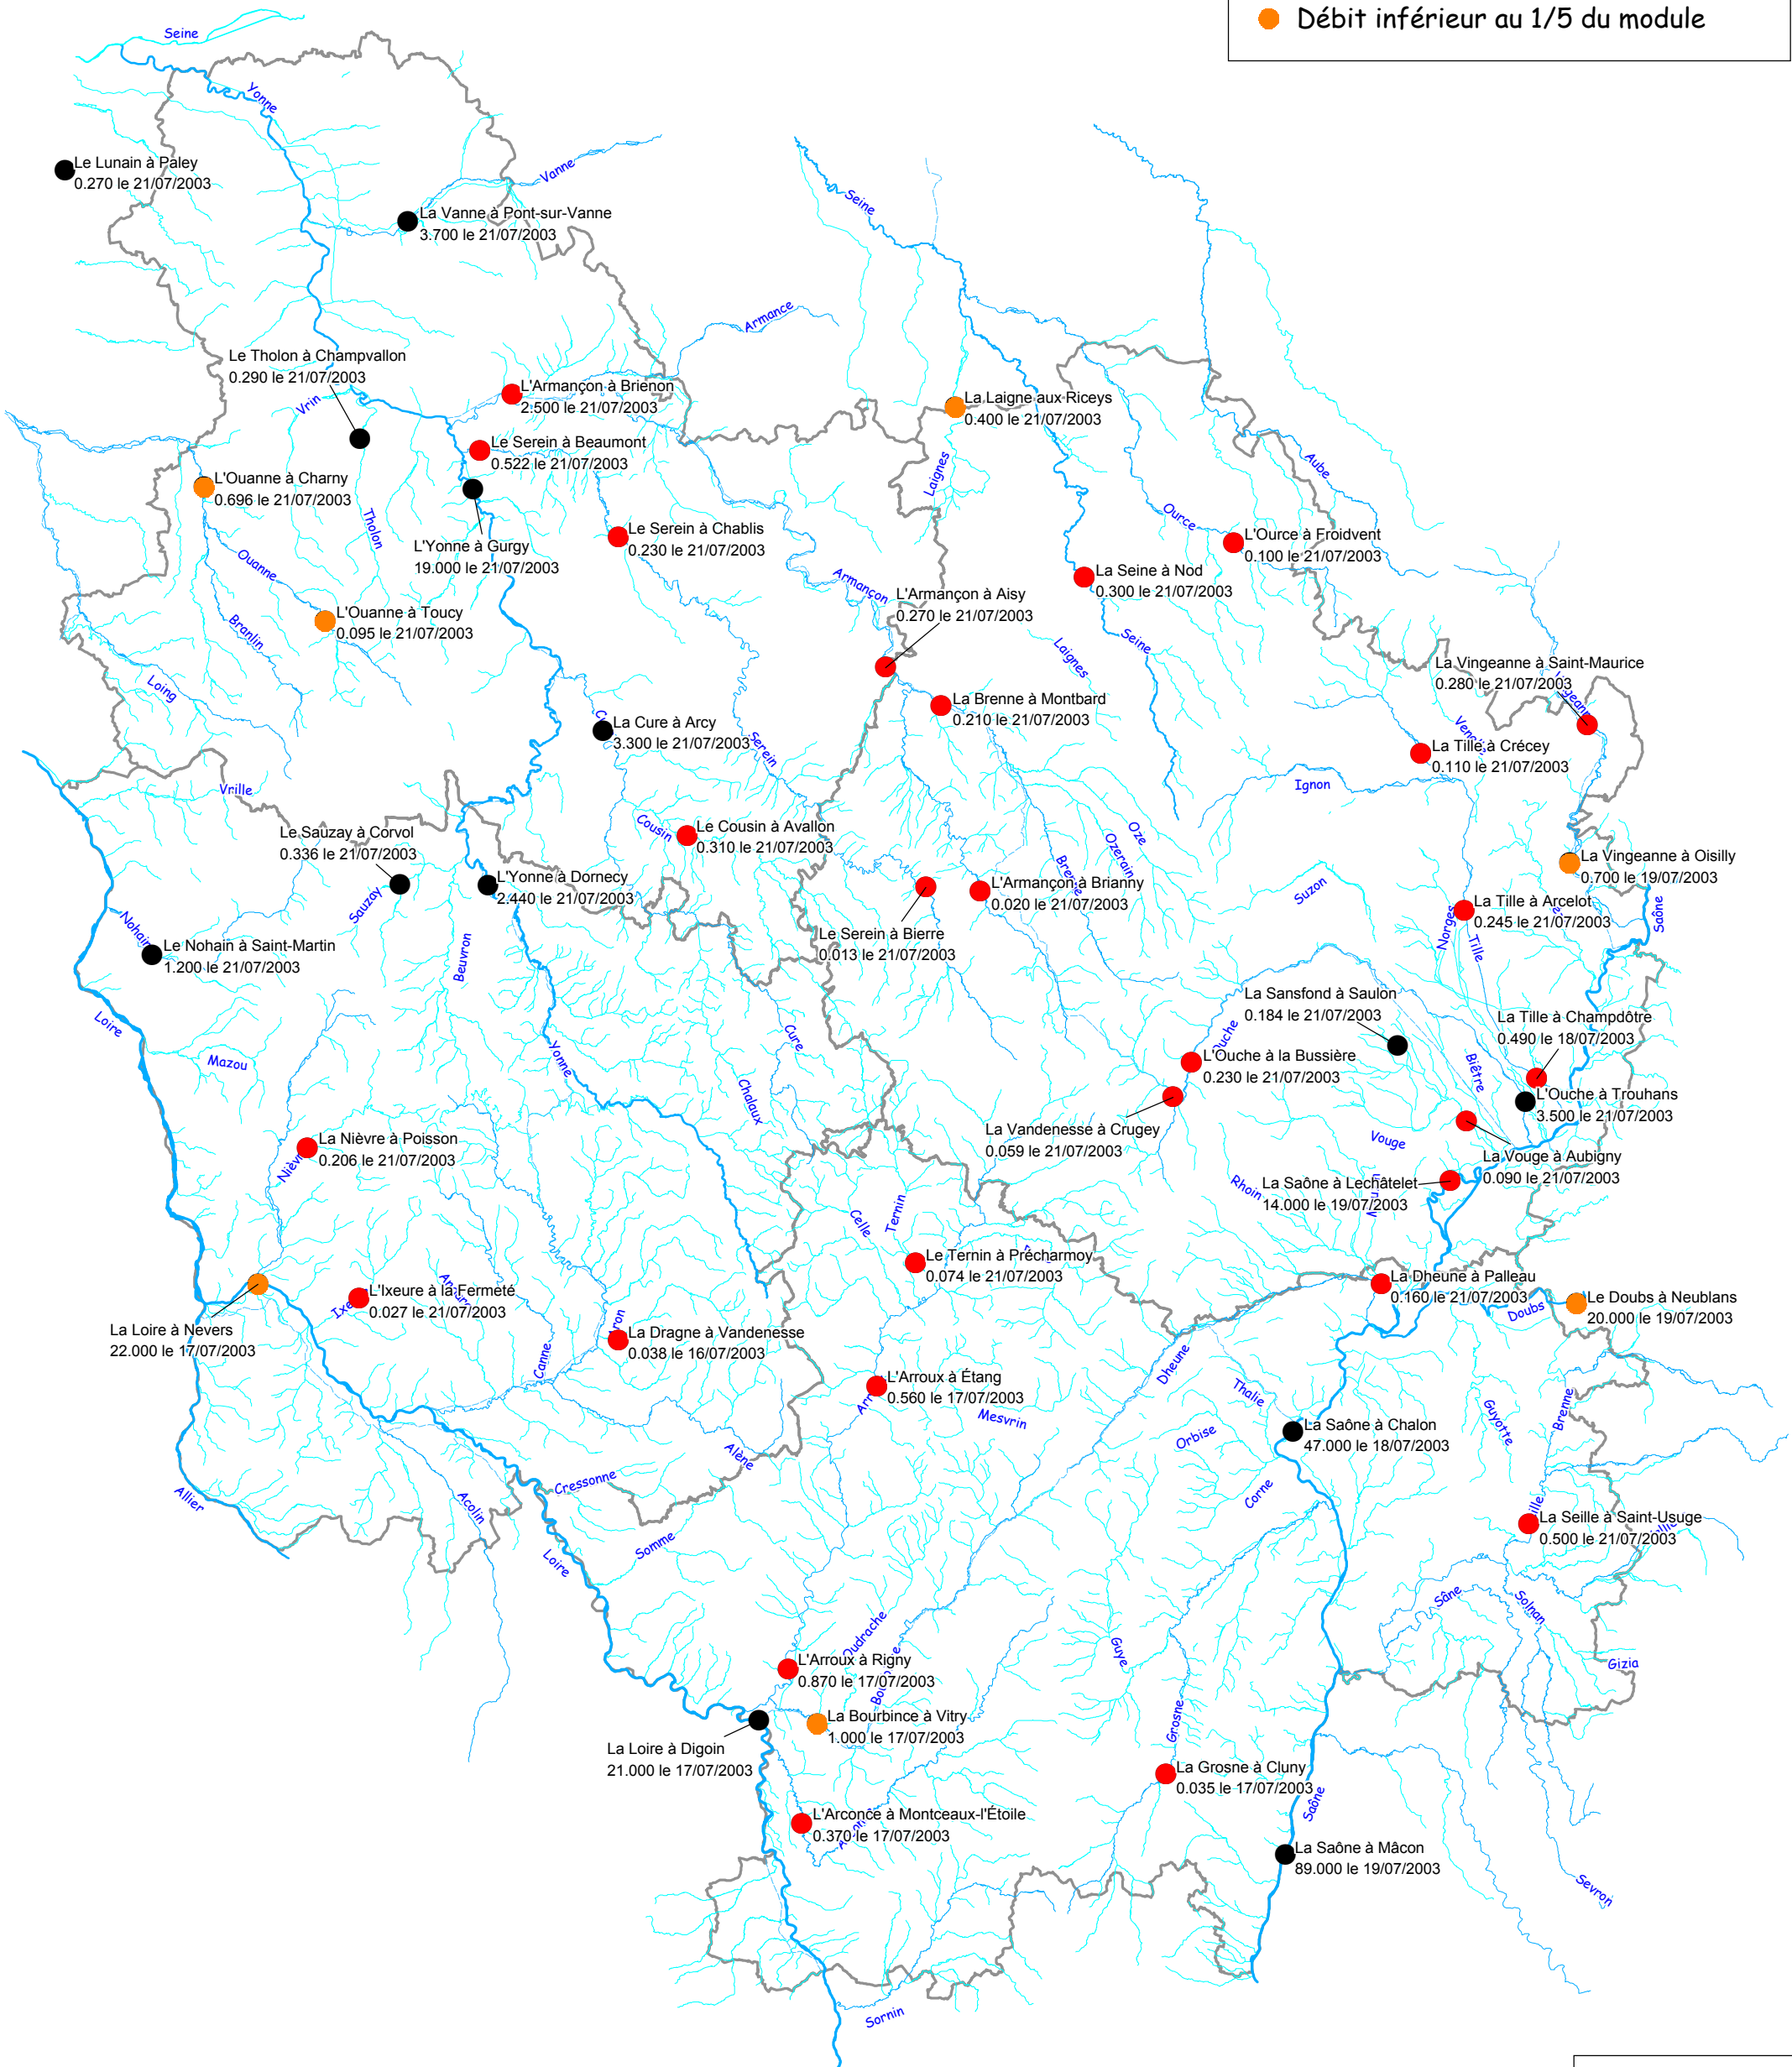 Débit inférieur au 1/5 du module
Seine
Yonne
Le Lunain à Paley
0.270 le 21/07/2003
Vanne
La Vanne à Pont-sur-Vanne
3.700 le 21/07/2003
Seine
Armance
Le Tholon à Champvallon
0.290 le 21/07/2003
Vrin
L'Armançon à Brienon
2.500 le 21/07/2003
La Laigne aux Riceys
0.400 le 21/07/2003
Le Serein à Beaumont
0.522 le 21/07/2003
Laignes
Aube
L'Ouanne à Charny
0.696 le 21/07/2003
Tholon
Ource
L'Yonne à Gurgy
19.000 le 21/07/2003
Le Serein à Chablis
0.230 le 21/07/2003
L'Ource à Froidvent
0.100 le 21/07/2003
Ouanne
Armançon
La Seine à Nod
0.300 le 21/07/2003
L'Armançon à Aisy
0.270 le 21/07/2003
L'Ouanne à Toucy
0.095 le 21/07/2003
Branlin
Seine
Laignes
La Vingeanne à Saint-Maurice
0.280 le 21/07/2003
Loing
La Brenne à Montbard
0.210 le 21/07/2003
La Cure à Arcy
3.300 le 21/07/2003
Serein
La Tille à Crécey
0.110 le 21/07/2003
Ignon
Vrille
Le Sauzay à Corvol
0.336 le 21/07/2003
Cousin
Le Cousin à Avallon
0.310 le 21/07/2003
Oze
Ozerain
Brenne
La Vingeanne à Oisilly
0.700 le 19/07/2003
L'Yonne à Dornecy
2.440 le 21/07/2003
Sauzay
L'Armançon à Brianny
0.020 le 21/07/2003
Suzon
La Tille à Arcelot
0.245 le 21/07/2003
Saône
Norges
Tille
Nohain
Le Nohain à Saint-Martin
1.200 le 21/07/2003
Beuvron
Le Serein à Bierre
0.013 le 21/07/2003
La Sansfond à Saulon
0.184 le 21/07/2003
La Tille à Champdôtre
0.490 le 18/07/2003
Loire
Mazou
Yonne
Cure
Chalaux
Ouche
L'Ouche à la Bussière
0.230 le 21/07/2003
Biètre
L'Ouche à Trouhans
3.500 le 21/07/2003
La Nièvre à Poisson
0.206 le 21/07/2003
Nièvre
La Vandenesse à Crugey
0.059 le 21/07/2003
Vouge
La Vouge à Aubigny
0.090 le 21/07/2003
Rhoin
La Saône à Lechâtelet
14.000 le 19/07/2003
Celle
Ternin
Le Ternin à Précharmoy
0.074 le 21/07/2003
L'Ixeure à la Fermeté
0.027 le 21/07/2003
La Dheune à Palleau
0.160 le 21/07/2003
Le Doubs à Neublans
20.000 le 19/07/2003
Doubs
La Loire à Nevers
22.000 le 17/07/2003
La Dragne à Vandenesse
0.038 le 16/07/2003
Canne
Dheune
L'Arroux à Étang
0.560 le 17/07/2003
Mesvrin
Thalie
Orbise
La Saône à Chalon
47.000 le 18/07/2003
Guyotte
Brenne
Alène
Cressonne
Corne
Allier
Acolin
Somme
Loire
La Seille à Saint-Usuge
0.500 le 21/07/2003
Sâne
Solnan
Oudrache
Guye
L'Arroux à Rigny
0.870 le 17/07/2003
Gizia
La Bourbince à Vitry
1.000 le 17/07/2003
Grosne
La Loire à Digoin
21.000 le 17/07/2003
La Grosne à Cluny
0.035 le 17/07/2003
Saône
L'Arconce à Montceaux-l'Étoile
0.370 le 17/07/2003
La Saône à Mâcon
89.000 le 19/07/2003
Sevron
Sornin